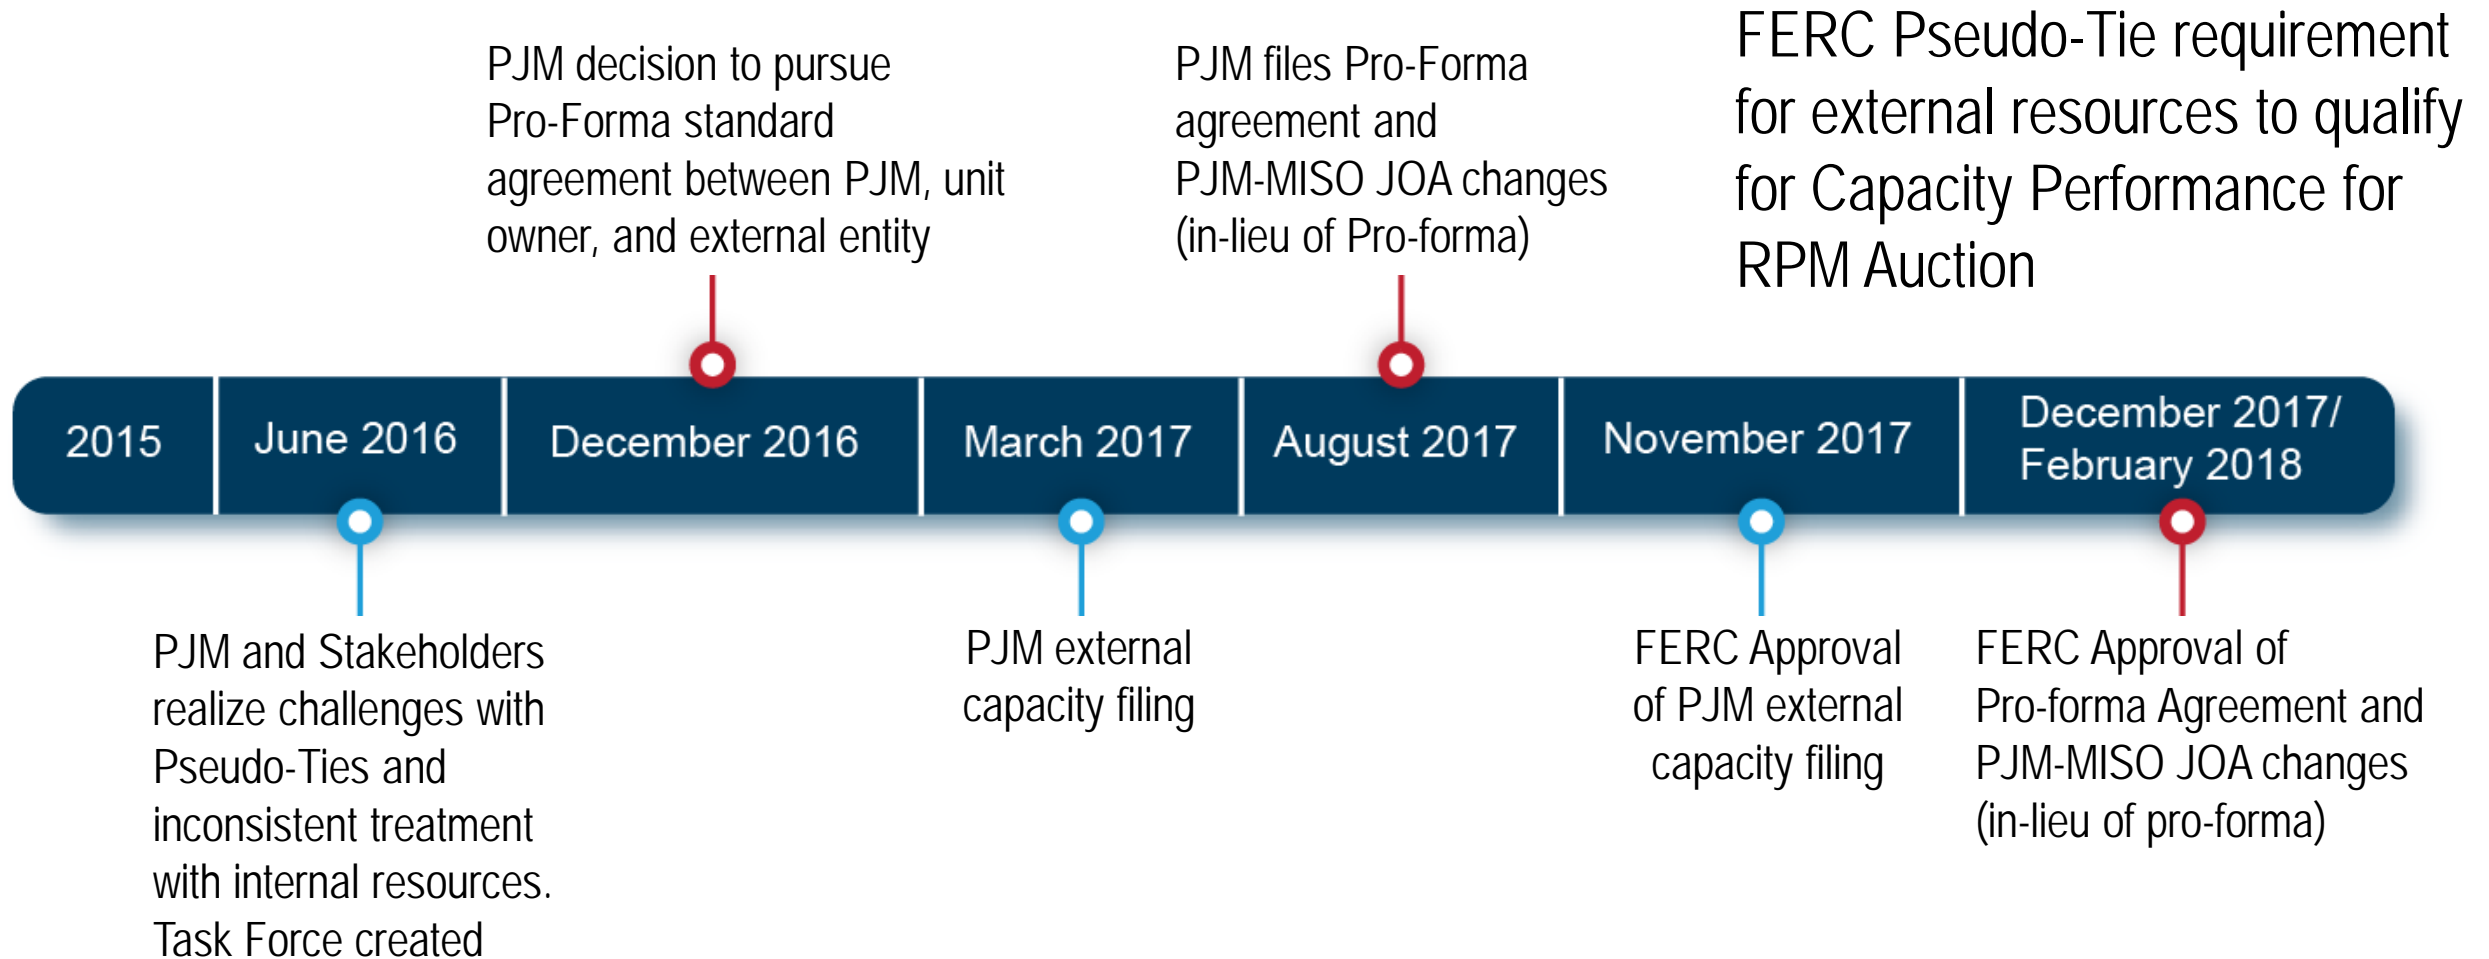 FERC Pseudo-Tie requirement
for external resources to qualify
for Capacity Performance for
RPM Auction
PJM decision to pursue
Pro-Forma standard
agreement between PJM, unit
owner, and external entity
PJM files Pro-Forma
agreement and
PJM-MISO JOA changes
(in-lieu of Pro-forma)
2015
June 2016
December 2016
March 2017
August 2017
November 2017
December 2017/
February 2018
PJM and Stakeholders
realize challenges with
Pseudo-Ties and
inconsistent treatment
with internal resources.
Task Force created
PJM external
capacity filing
FERC Approval
of PJM external
capacity filing
FERC Approval of
Pro-forma Agreement and
PJM-MISO JOA changes
(in-lieu of pro-forma)